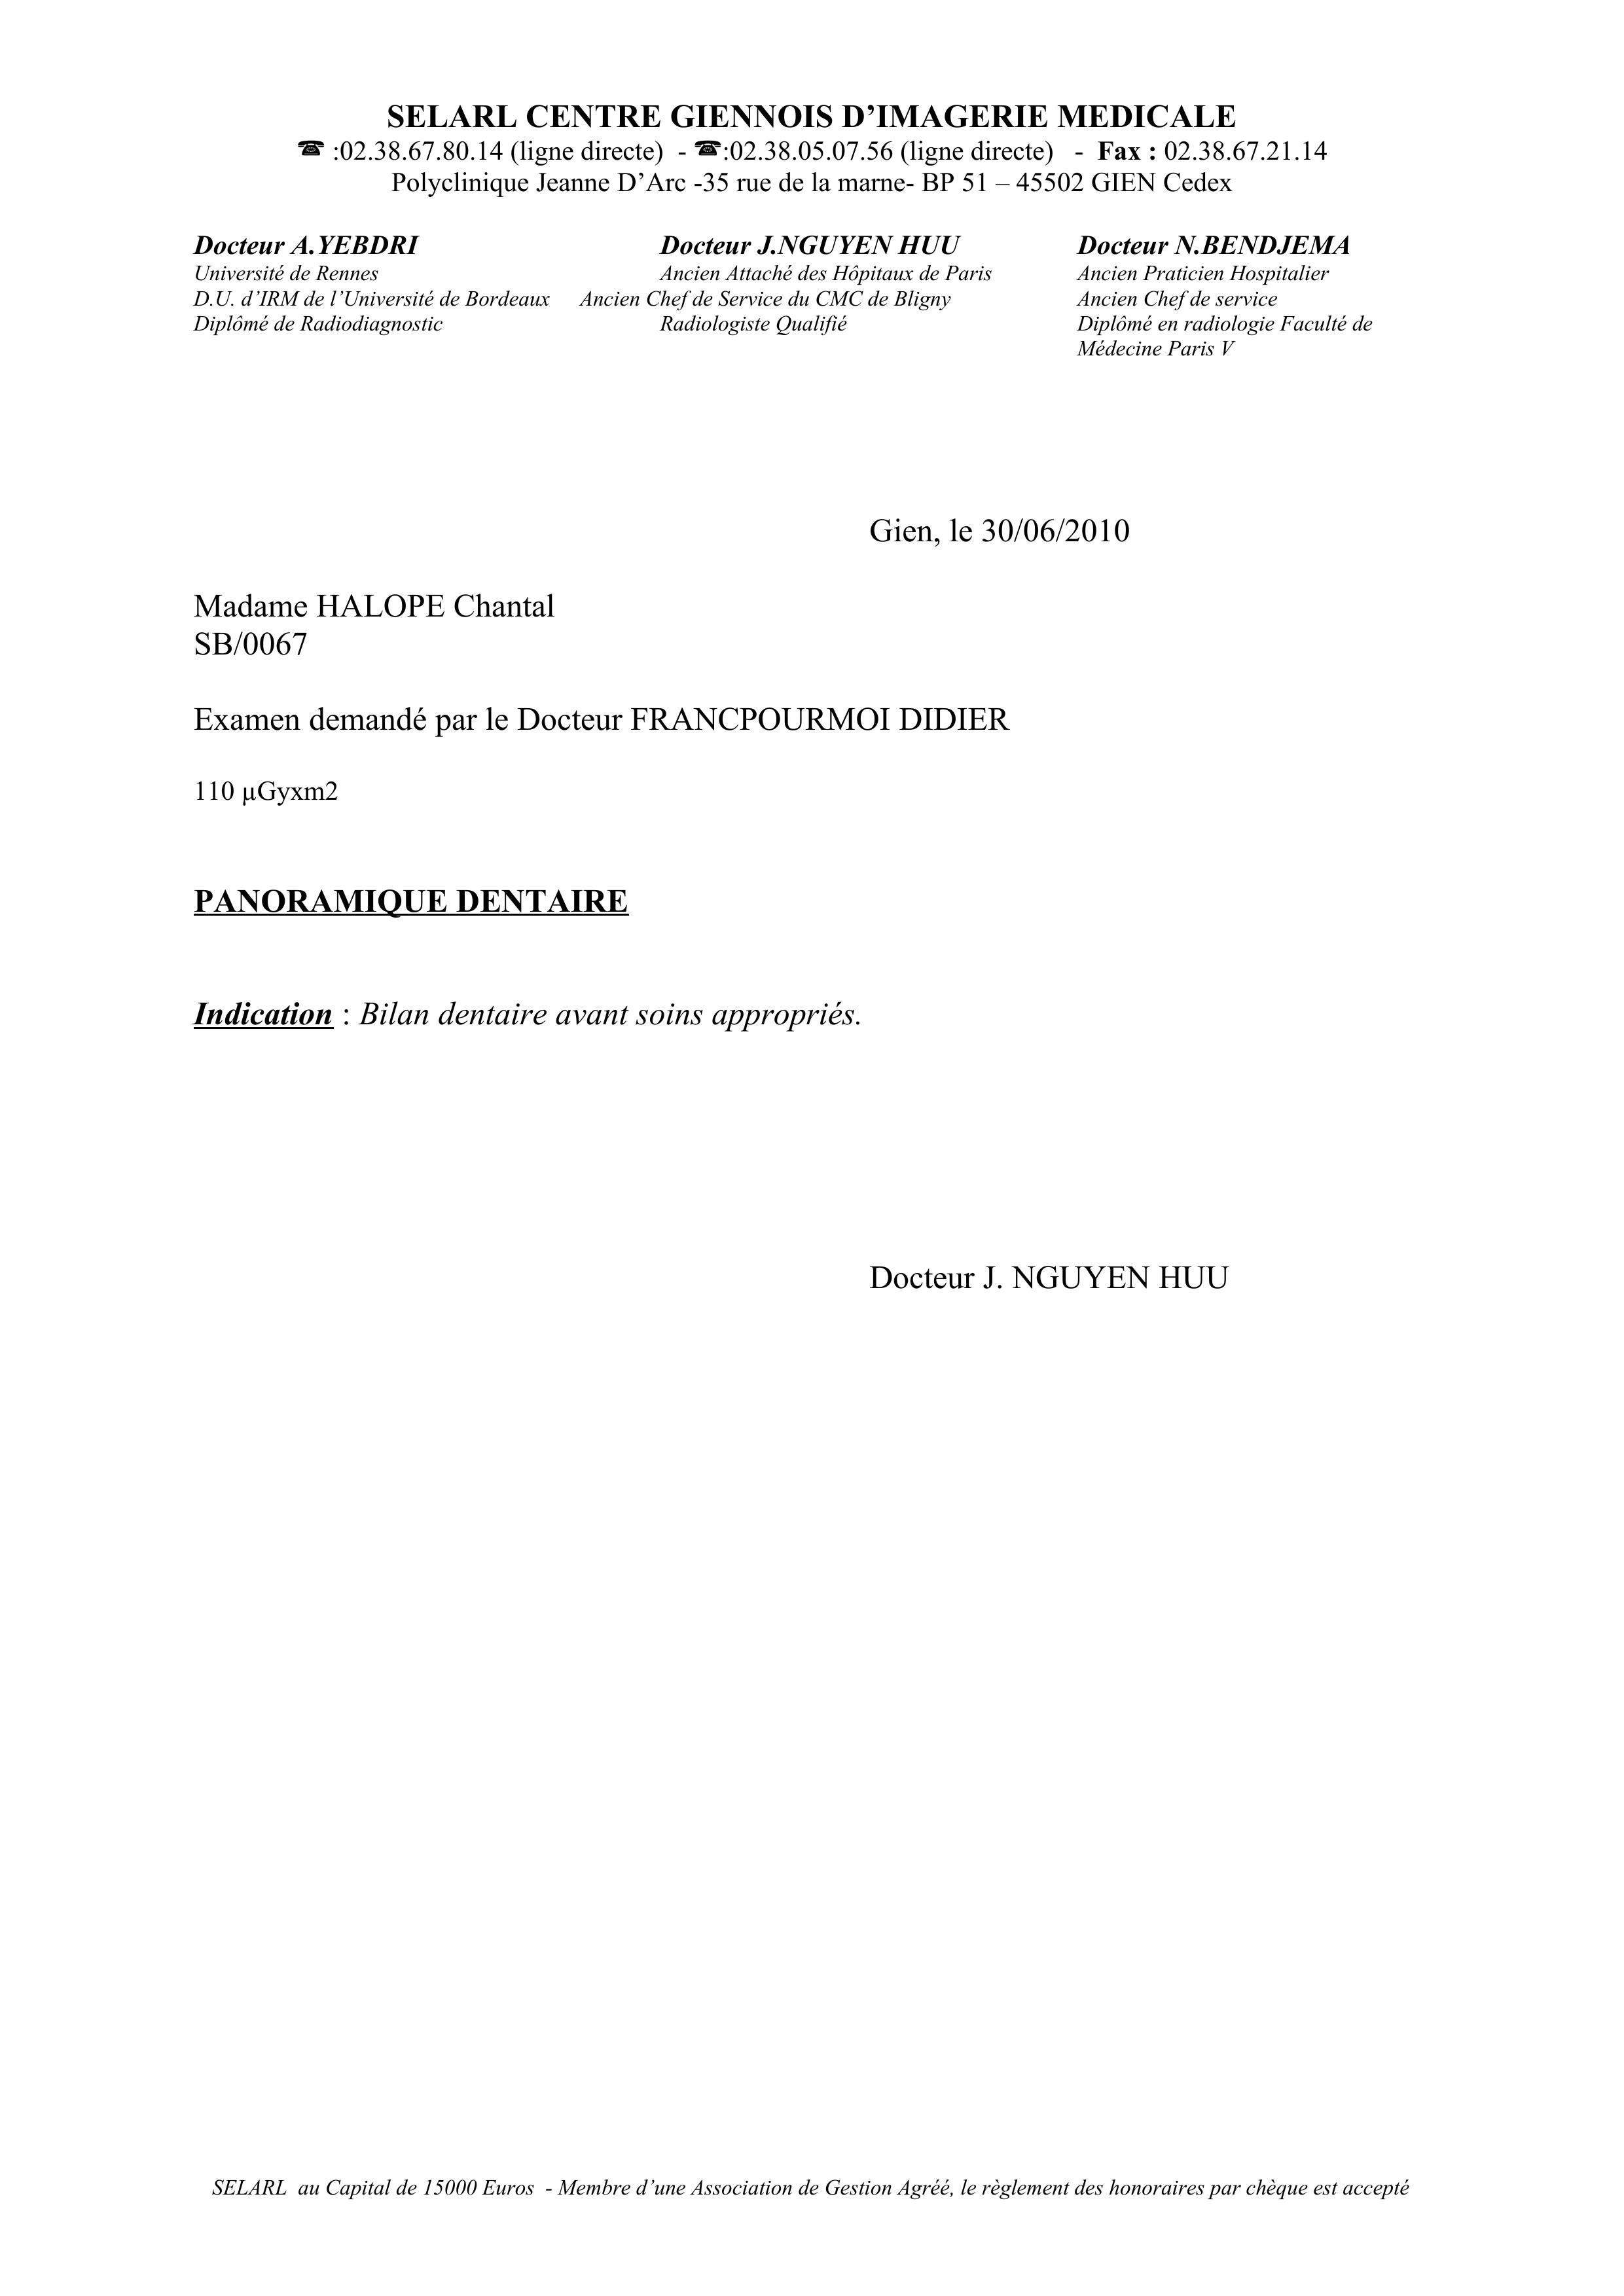 SELARL CENTRE GIENNOIS D’IMAGERIE MEDICALE
☎ :02.38.67.80.14 (ligne directe) - ☎:02.38.05.07.56 (ligne directe) - Fax : 02.38.67.21.14
Polyclinique Jeanne D’Arc -35 rue de la marne- BP 51 – 45502 GIEN Cedex
Docteur A.YEBDRI Docteur J.NGUYEN HUU Docteur N.BENDJEMA
Université de Rennes Ancien Attaché des Hôpitaux de Paris Ancien Praticien Hospitalier
D.U. d’IRM de l’Université de Bordeaux Ancien Chef de Service du CMC de Bligny Ancien Chef de service
Diplômé de Radiodiagnostic Radiologiste Qualifié Diplômé en radiologie Faculté de
Médecine Paris V
Gien, le 30/06/2010
Madame HALOPE Chantal
SB/0067
Examen demandé par le Docteur FRANCPOURMOI DIDIER
110 µGyxm2
PANORAMIQUE DENTAIRE
Indication : Bilan dentaire avant soins appropriés.
Docteur J. NGUYEN HUU
SELARL au Capital de 15000 Euros - Membre d’une Association de Gestion Agréé, le règlement des honoraires par chèque est accepté